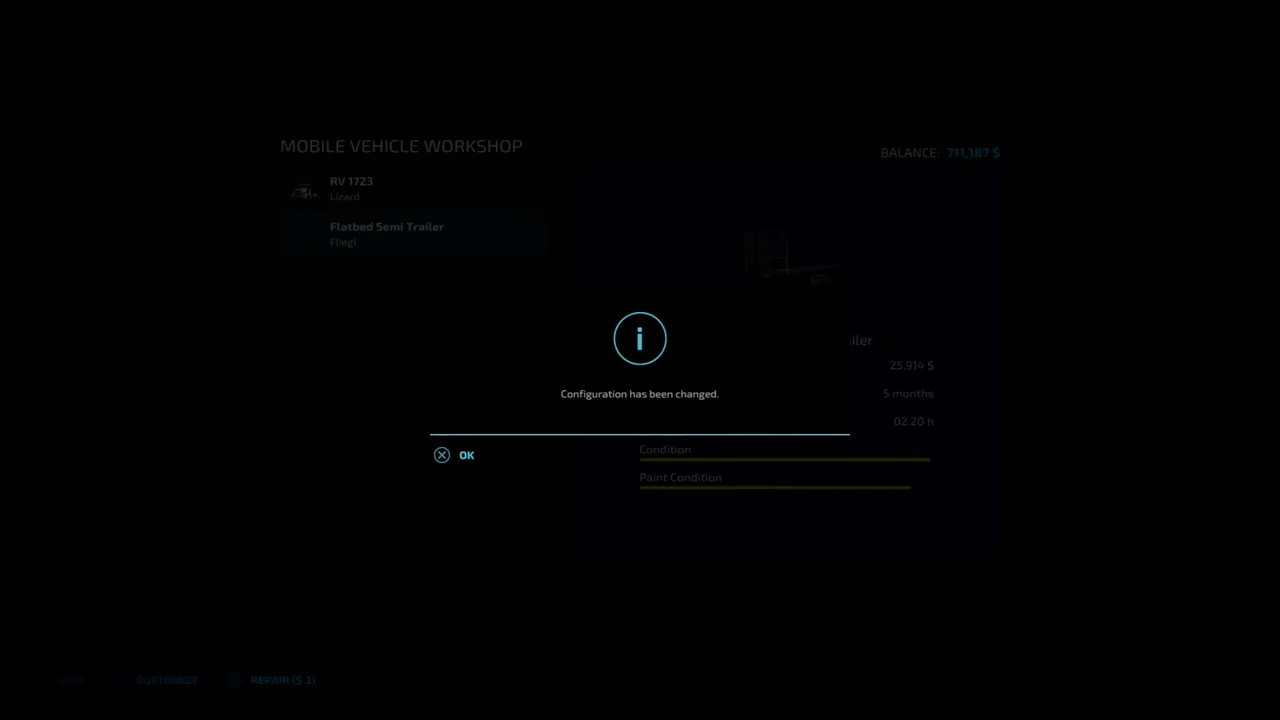 MOBILE VEHICLE WORKSHOP
BALANCE: 711,187 $
RV 1723
Lizard
Flatbed Semi Trailer
Fliegl
iler
25,914 $
5 months
02.20 h
Configuration has been changed.
OK
Condition
Paint Condition
CUSTOMIZE
REPAIR ($ 3)